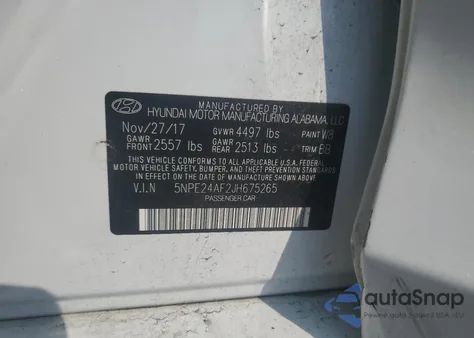 MANUFACTURED BY
HYUNDAI MOTOR MANUFACTURING ALABAMA, LLC
Nov/27/17 GVWR 4497 lbs PAINT W8
GAWR FRONT 2557 lbs GAWR REAR 2513 lbs TRIM BB
THIS VEHICLE CONFORMS TO ALL APPLICABLE FEDERAL MOTOR
VEHICLE SAFETY, BUMPER, AND THEFT PREVENTION STANDARDS
IN EFFECT ON THE DATE OF MANUFACTURE SHOWN ABOVE.
V.I.N 5NPE24AF2JH675265
PASSENGER CAR
autoSnap